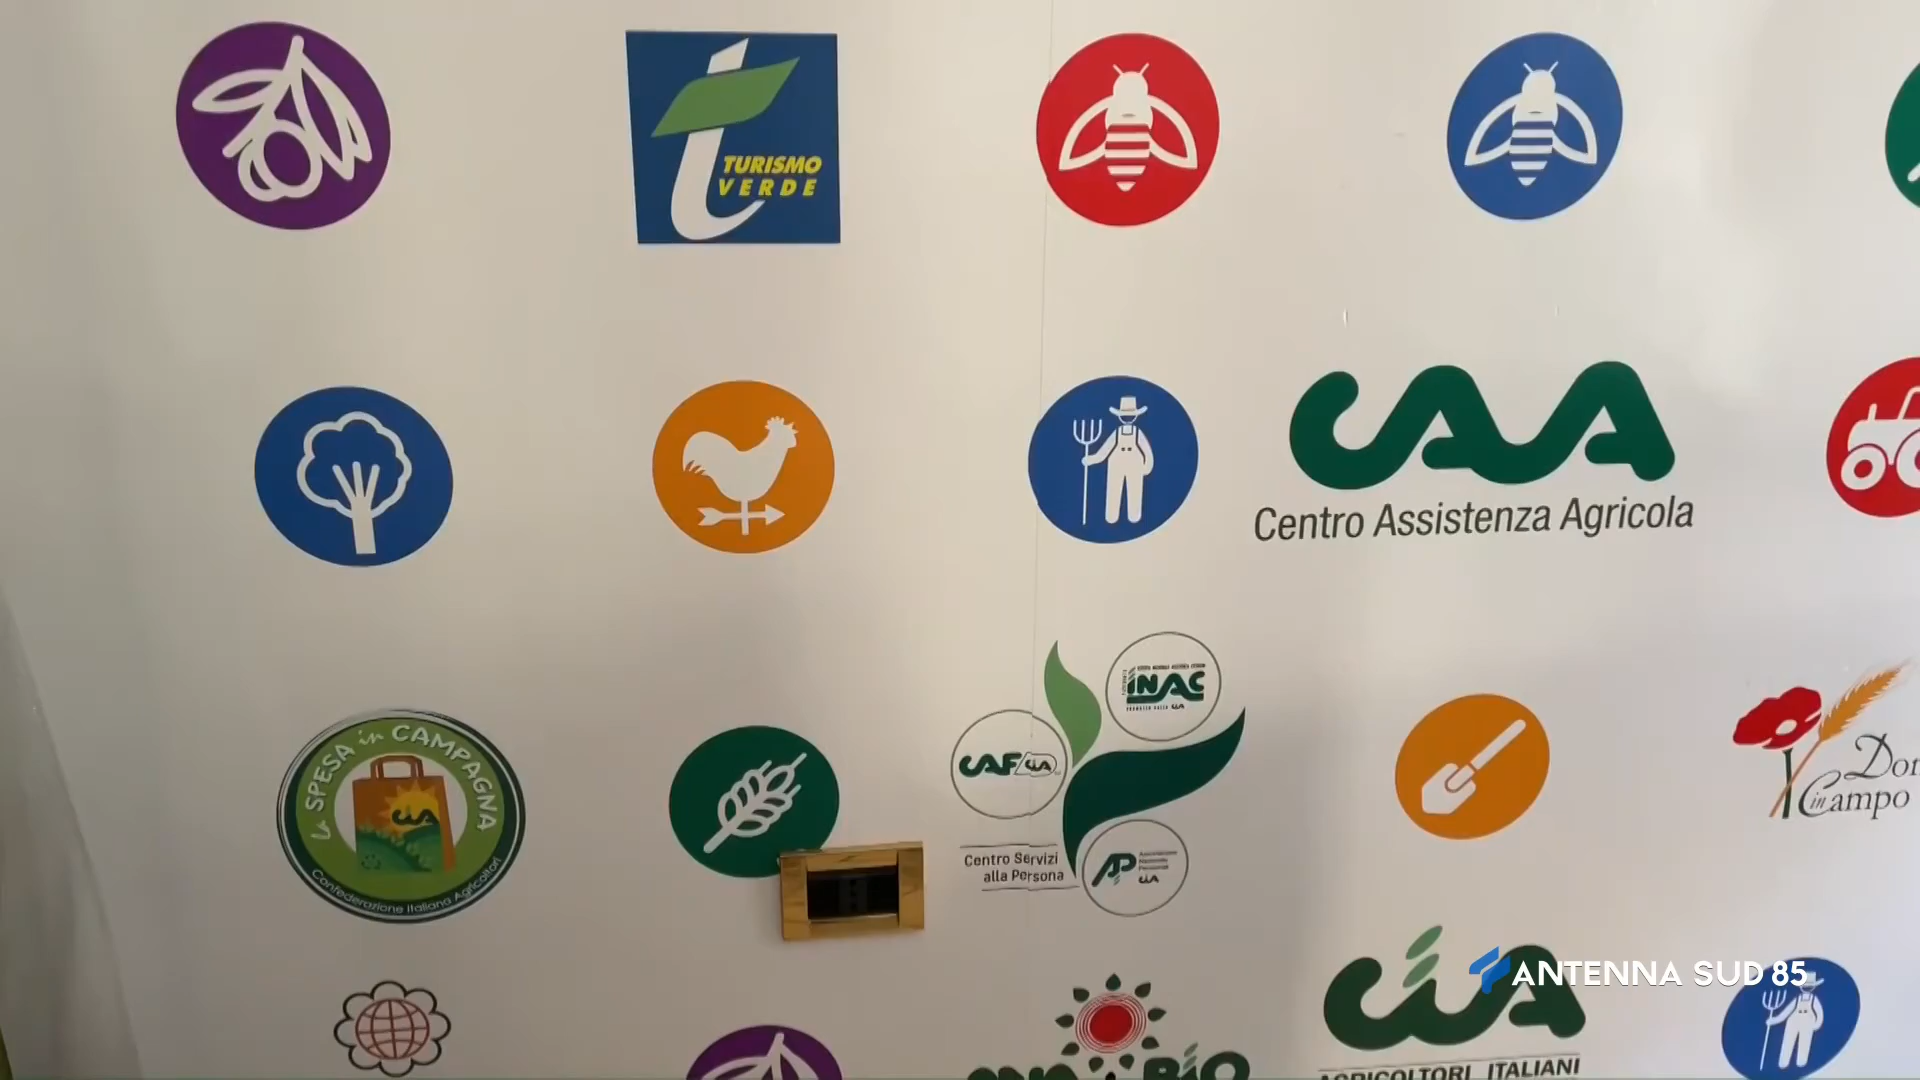 TURISMO
VERDE
CAA
Centro Assistenza Agricola
INAC
CAF CIA
La SPESA in CAMPAGNA
CIA
Confederazione Italiana Agricoltori
Centro Servizi
alla Persona
AP
CIA
Don
in Campo
CIA
AGRICOLTORI ITALIANI
ANTENNA SUD 85
BIO